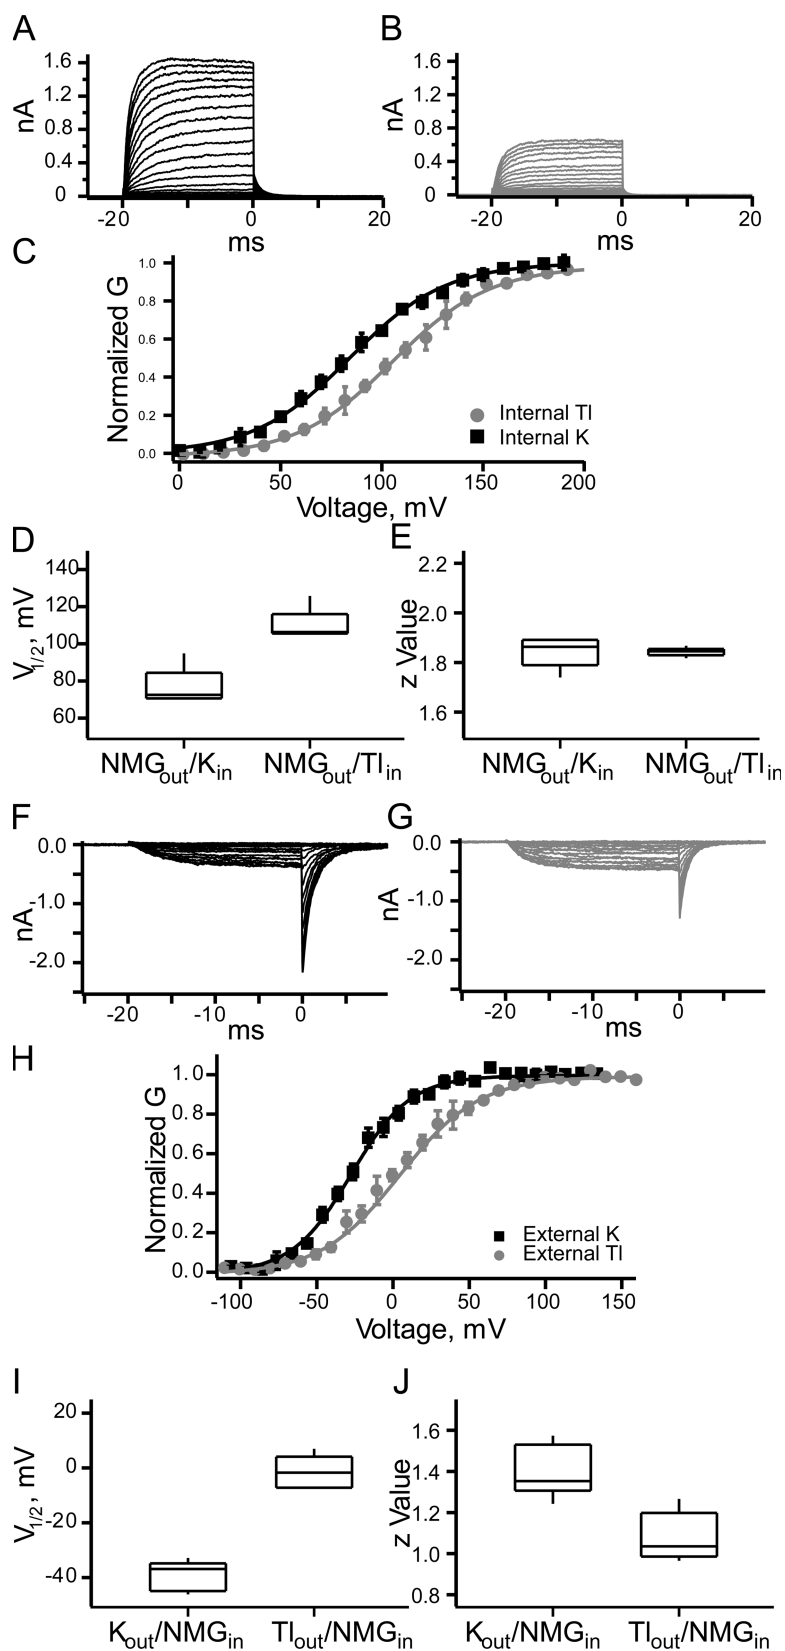 A
B
nA
1.6
1.2
0.8
0.4
0
-20
0
20
ms
nA
1.6
1.2
0.8
0.4
0
-20
0
20
ms
C
Normalized G
1.0
0.8
0.6
0.4
0.2
0.0
Internal Tl
Internal K
0
50
100
150
200
Voltage, mV
D
V1/2, mV
140
120
100
80
60
NMGout/Kin
NMGout/Tlin
E
z Value
2.2
2.0
1.8
1.6
NMGout/Kin
NMGout/Tlin
F
nA
0.0
-1.0
-2.0
-20
-10
0
ms
G
nA
0.0
-1.0
-2.0
-20
-10
0
ms
H
Normalized G
1.0
0.8
0.6
0.4
0.2
0.0
External K
External Tl
-100
-50
0
50
100
150
Voltage, mV
I
V1/2, mV
20
0
-20
-40
Kout/NMGin
Tlout/NMGin
J
z Value
1.6
1.4
1.2
1.0
0.8
Kout/NMGin
Tlout/NMGin